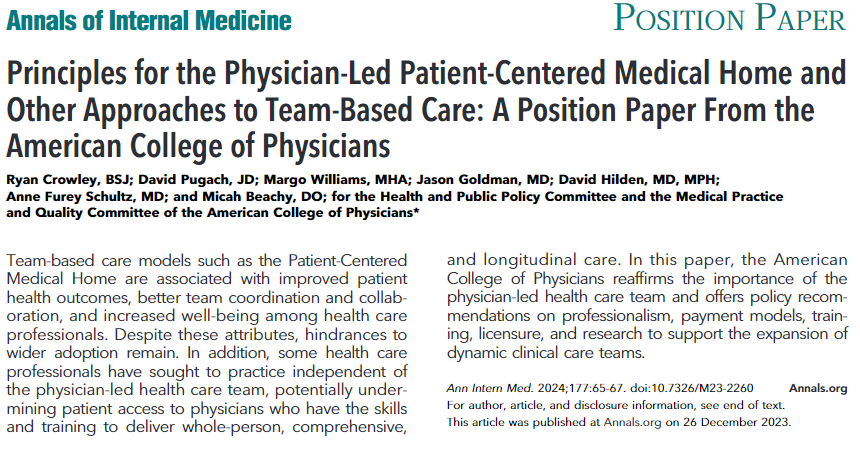 Annals of Internal Medicine
POSITION PAPER
Principles for the Physician-Led Patient-Centered Medical Home and
Other Approaches to Team-Based Care: A Position Paper From the
American College of Physicians
Ryan Crowley, BSJ; David Pugach, JD; Margo Williams, MHA; Jason Goldman, MD; David Hilden, MD, MPH;
Anne Furey Schultz, MD; and Micah Beachy, DO; for the Health and Public Policy Committee and the Medical Practice
and Quality Committee of the American College of Physicians*
Team-based care models such as the Patient-Centered
Medical Home are associated with improved patient
health outcomes, better team coordination and collab-
oration, and increased well-being among health care
professionals. Despite these attributes, hindrances to
wider adoption remain. In addition, some health care
professionals have sought to practice independent of
the physician-led health care team, potentially under-
mining patient access to physicians who have the skills
and training to deliver whole-person, comprehensive,
and longitudinal care. In this paper, the American
College of Physicians reaffirms the importance of the
physician-led health care team and offers policy recom-
mendations on professionalism, payment models, train-
ing, licensure, and research to support the expansion of
dynamic clinical care teams.
Ann Intern Med. 2024;177:65-67. doi:10.7326/M23-2260
Annals.org
For author, article, and disclosure information, see end of text.
This article was published at Annals.org on 26 December 2023.